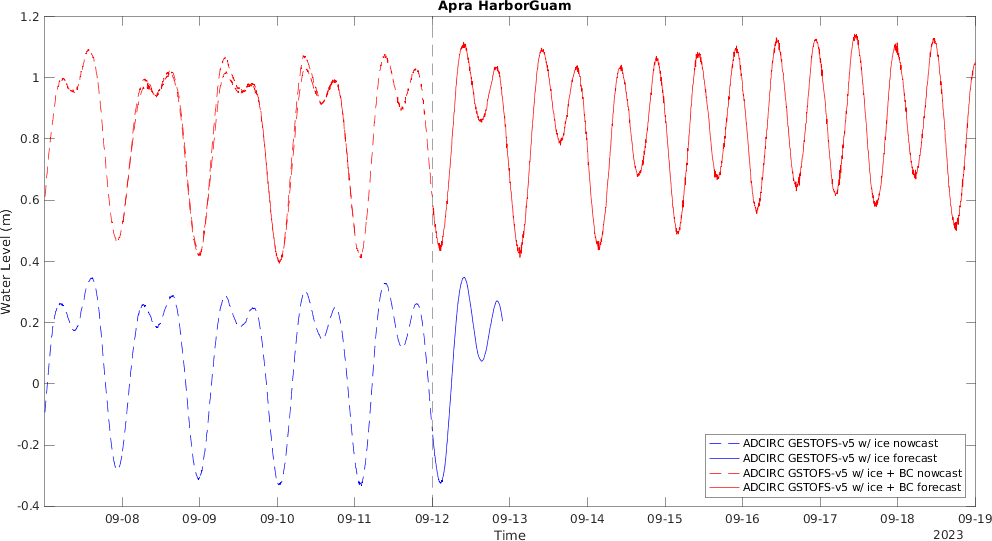 Apra HarborGuam
1.2
1
0.8
0.6
0.4
0.2
0
-0.2
-0.4
Water Level (m)
ADCIRC GESTOFS-v5 w/ ice nowcast
ADCIRC GESTOFS-v5 w/ ice forecast
ADCIRC GSTOFS-v5 w/ ice + BC nowcast
ADCIRC GSTOFS-v5 w/ ice + BC forecast
09-08 09-09 09-10 09-11 09-12 09-13 09-14 09-15 09-16 09-17 09-18 09-19
Time
2023